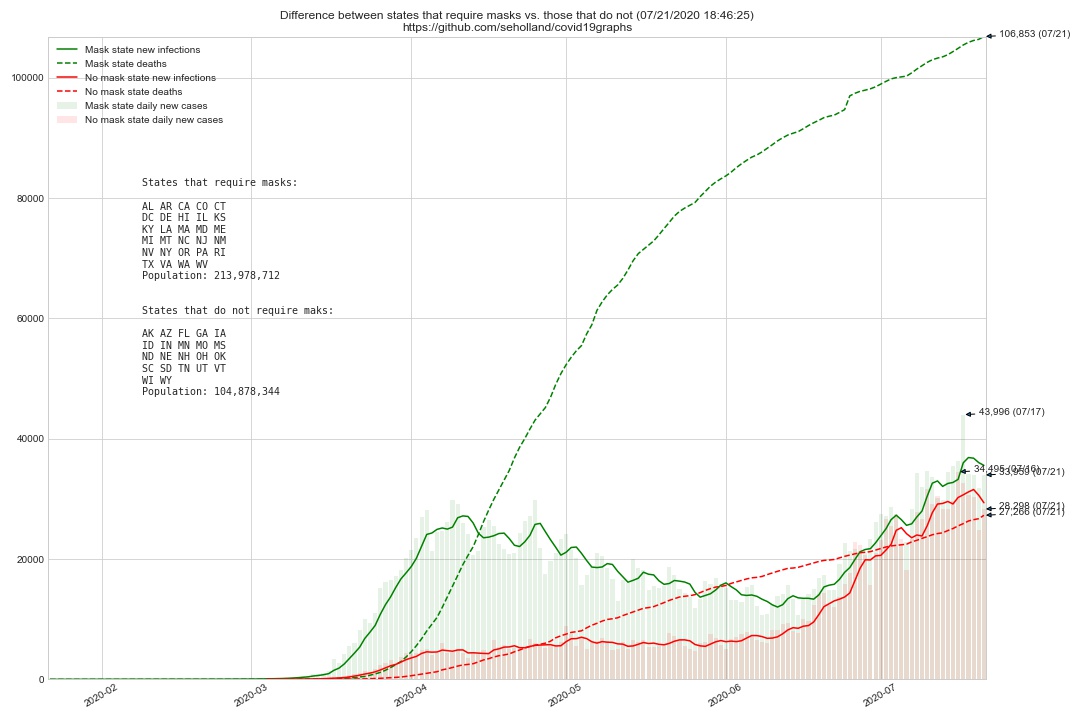 Difference between states that require masks vs. those that do not (07/21/2020 18:46:25)
https://github.com/seholland/covid19graphs
106,853 (07/21)
Mask state new infections
Mask state deaths
No mask state new infections
No mask state deaths
Mask state daily new cases
No mask state daily new cases
100000
80000
60000
40000
20000
0
States that require masks:
AL AR CA CO CT
DC DE HI IL KS
KY LA MA MD ME
MI MT NC NJ NM
NV NY OR PA RI
TX VA WA WV
Population: 213,978,712
States that do not require maks:
AK AZ FL GA IA
ID IN MN MO MS
ND NE NH OH OK
SC SD TN UT VT
WI WY
Population: 104,878,344
43,996 (07/17)
34,495 (07/16)
33,959 (07/21)
28,298 (07/21)
27,266 (07/21)
2020-02
2020-03
2020-04
2020-05
2020-06
2020-07